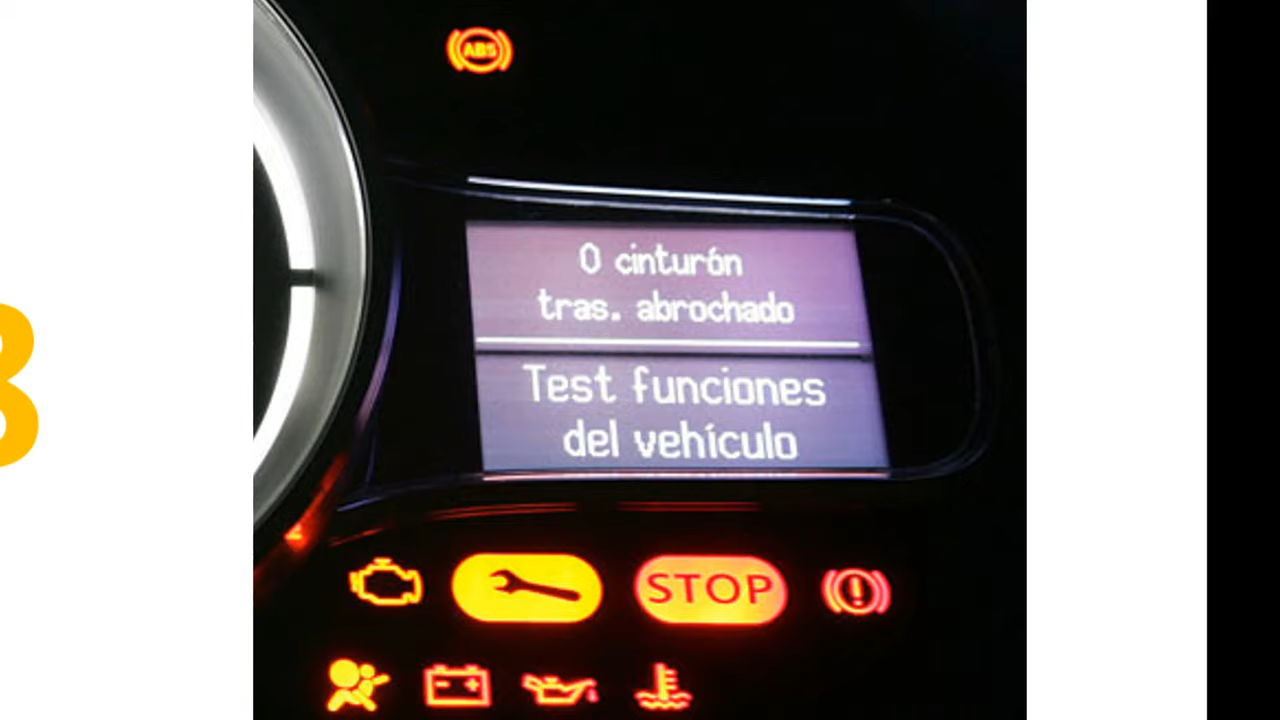 ABS
0 cinturón
tras. abrochado
Test funciones
del vehículo
STOP